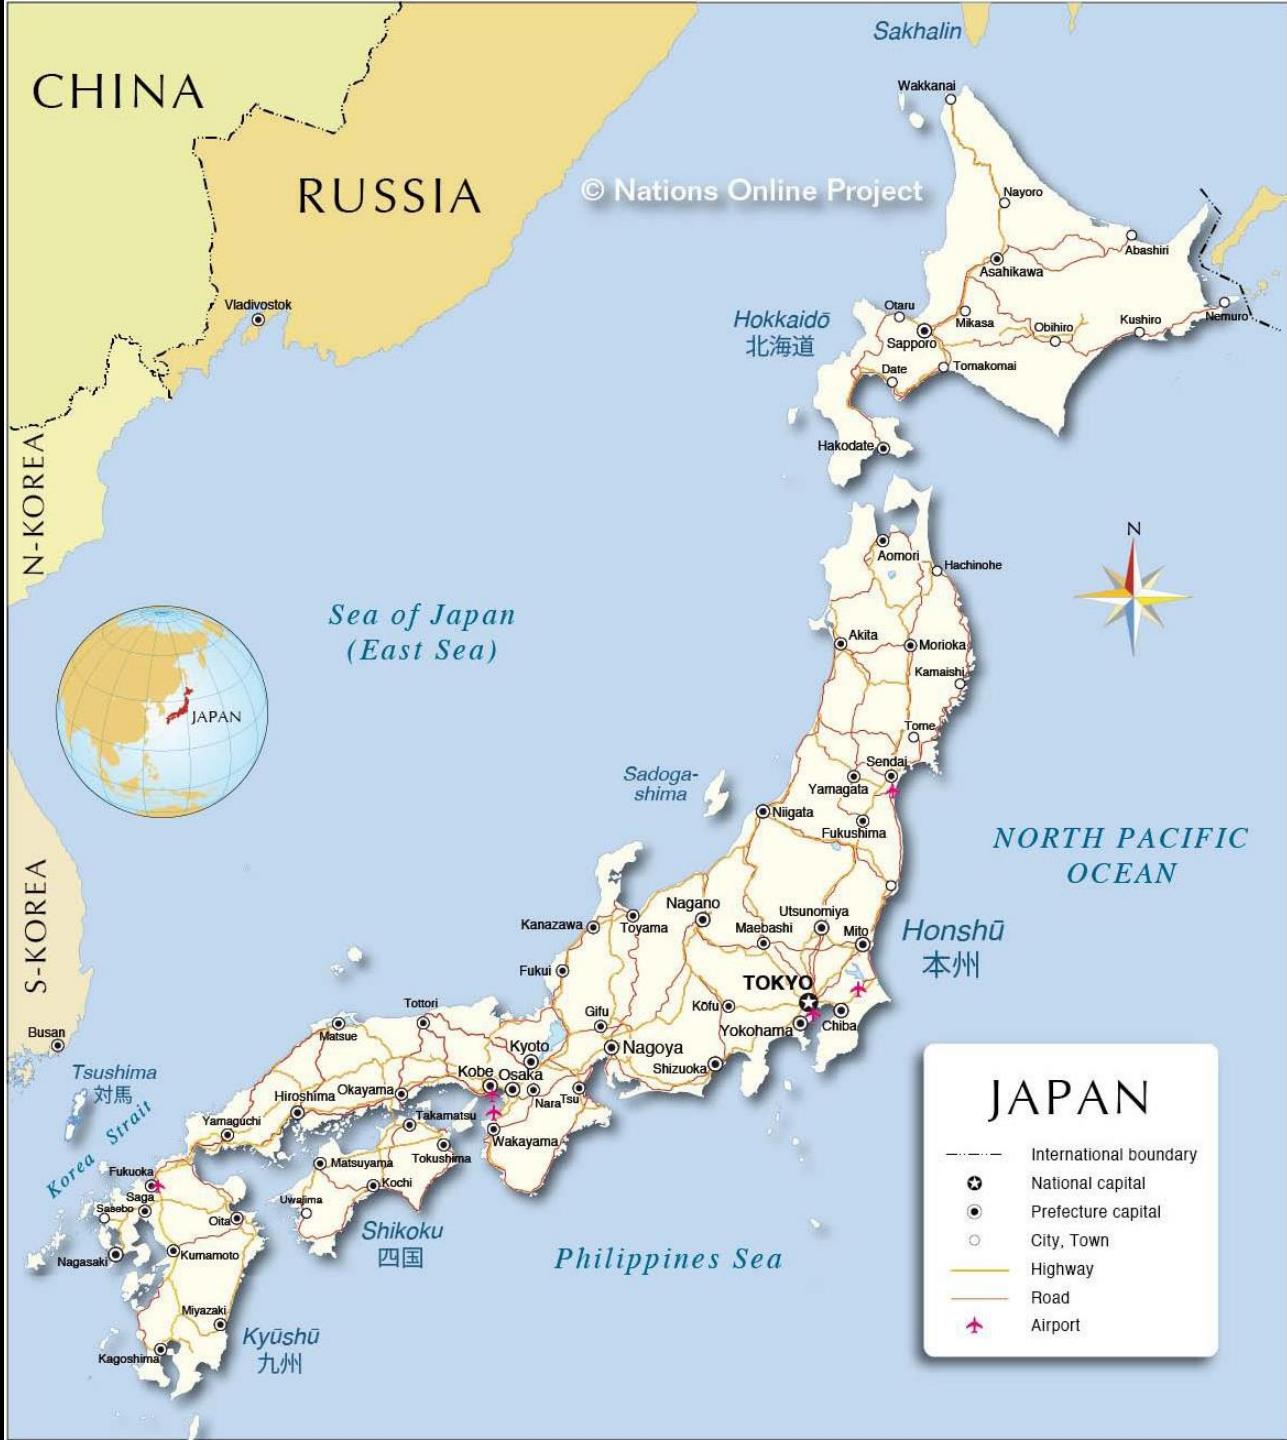 Sakhalin
CHINA
Wakkanai
RUSSIA
© Nations Online Project
Nayoro
Abashiri
Asahikawa
Vladivostok
Otaru
Hokkaidō
北海道
Mikasa
Nemuro
Kushiro
Obihiro
Sapporo
Date
Tomakomai
N-KOREA
Hakodate
N
Aomori
Hachinohe
Sea of Japan
(East Sea)
Akita
Morioka
Kamaishi
JAPAN
Tome
Sendai
Sadoga-
shima
Yamagata
Niigata
Fukushima
NORTH PACIFIC
OCEAN
S-KOREA
Nagano
Utsunomiya
Kanazawa
Toyama
Maebashi
Mito
Honshū
本州
Fukui
TOKYO
Tottori
Gifu
Kōfu
Yokohama
Chiba
Busan
Matsue
Kyoto
Nagoya
Shizuoka
Tsushima
対馬
Kobe
Osaka
Okayama
Hiroshima
Nara
Tsu
Takamatsu
Yamaguchi
Korea Strait
Wakayama
Tokushima
Matsuyama
Fukuoka
Kochi
Saga
Sasebo
Uwajima
Oita
Shikoku
四国
Nagasaki
Kumamoto
Philippines Sea
Miyazaki
Kyūshū
九州
Kagoshima
JAPAN
International boundary
National capital
Prefecture capital
City, Town
Highway
Road
Airport